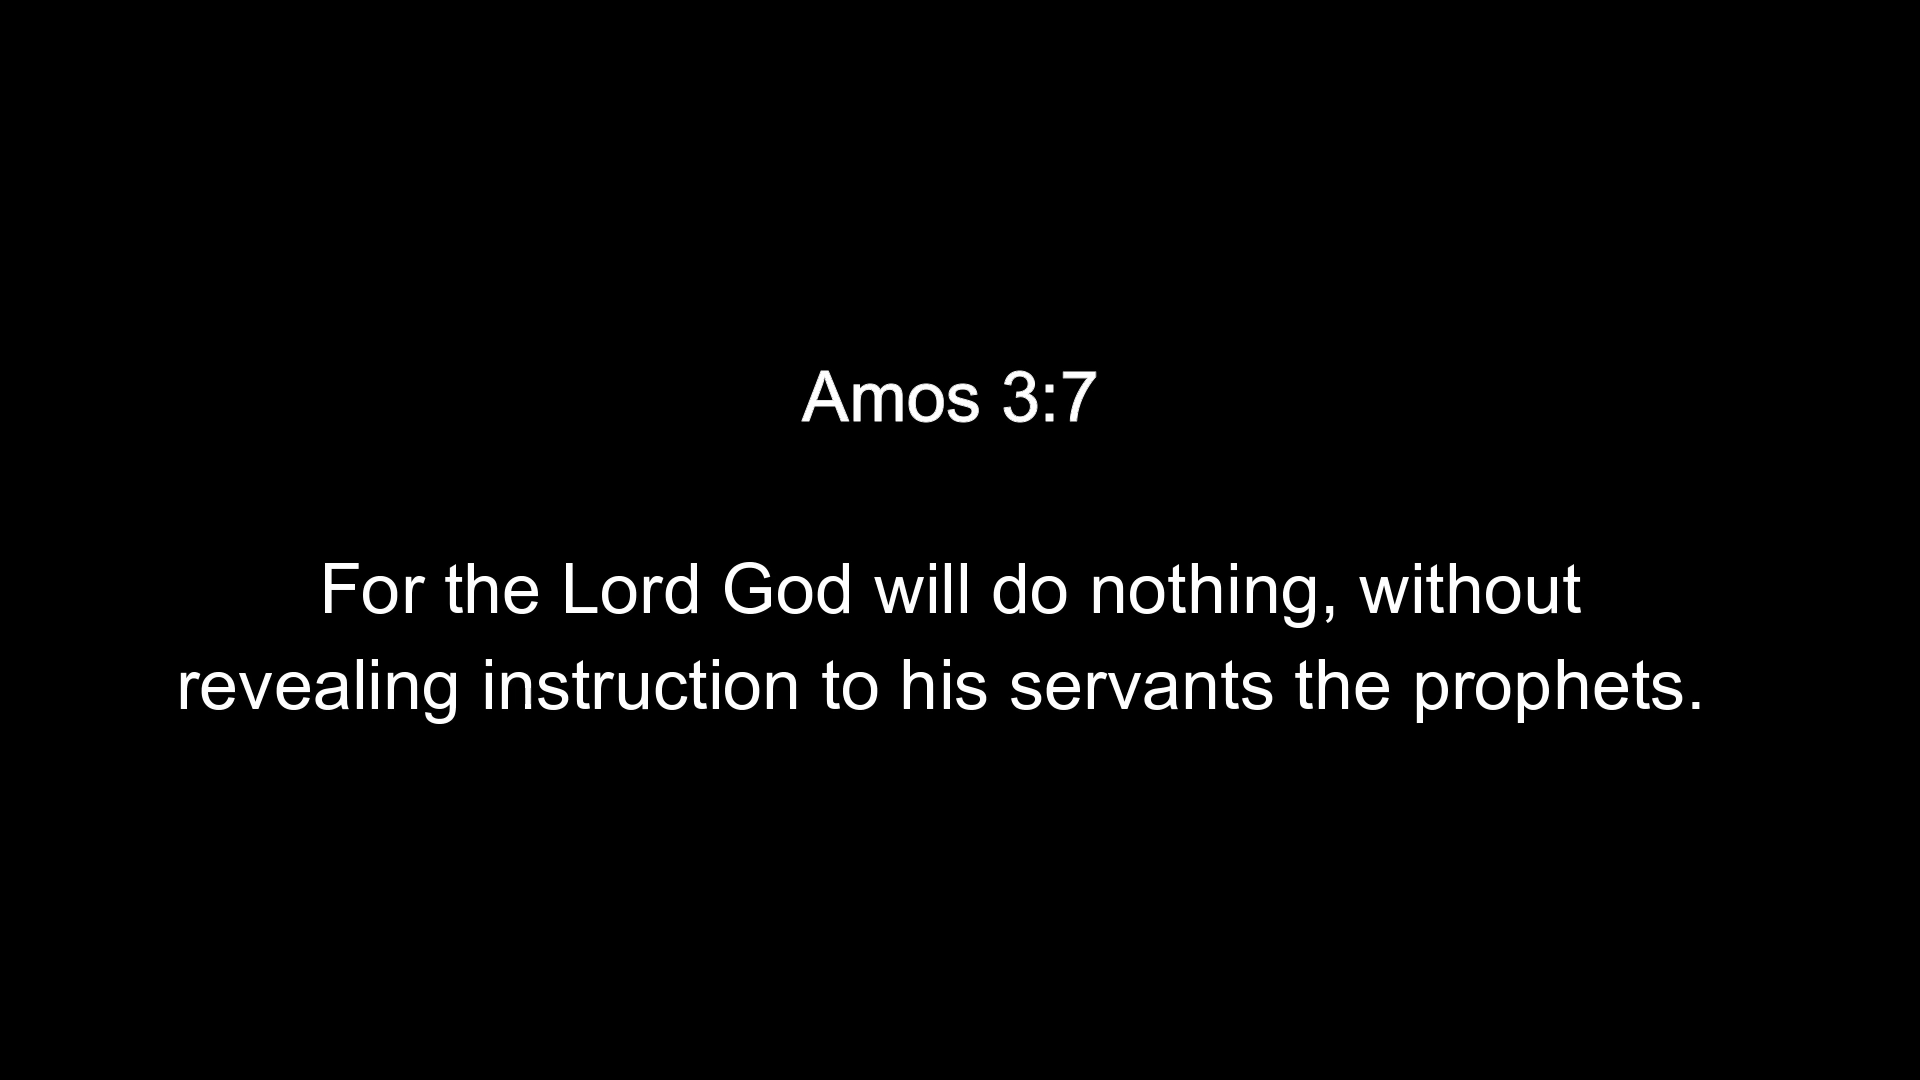 Amos 3:7
For the Lord God will do nothing, without
revealing instruction to his servants the prophets.